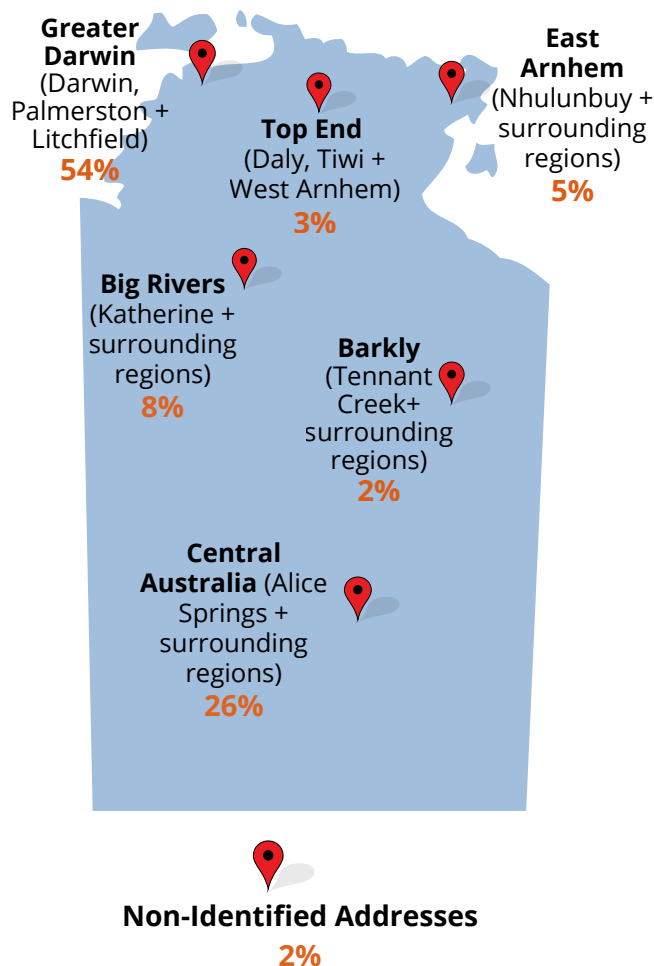 Greater
Darwin
(Darwin,
Palmerston +
Litchfield)
54%
Top End
(Daly, Tiwi +
West Arnhem)
3%
East
Arnhem
(Nhulunbuy +
surrounding
regions)
5%
Big Rivers
(Katherine +
surrounding
regions)
8%
Barkly
(Tennant
Creek+
surrounding
regions)
2%
Central
Australia (Alice
Springs +
surrounding
regions)
26%
Non-Identified Addresses
2%